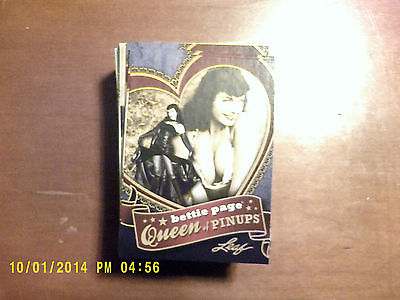 bettie page
Queen of PINUPS
Leaf
10/01/2014 PM 04:56